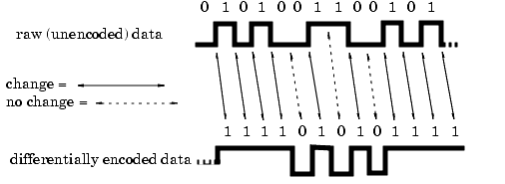 0 1 0 1 0 0 1 1 0 0 1 0 1
raw (unencoded) data
change =
no change =
1 1 1 1 0 1 0 1 0 1 1 1 1
differentially encoded data